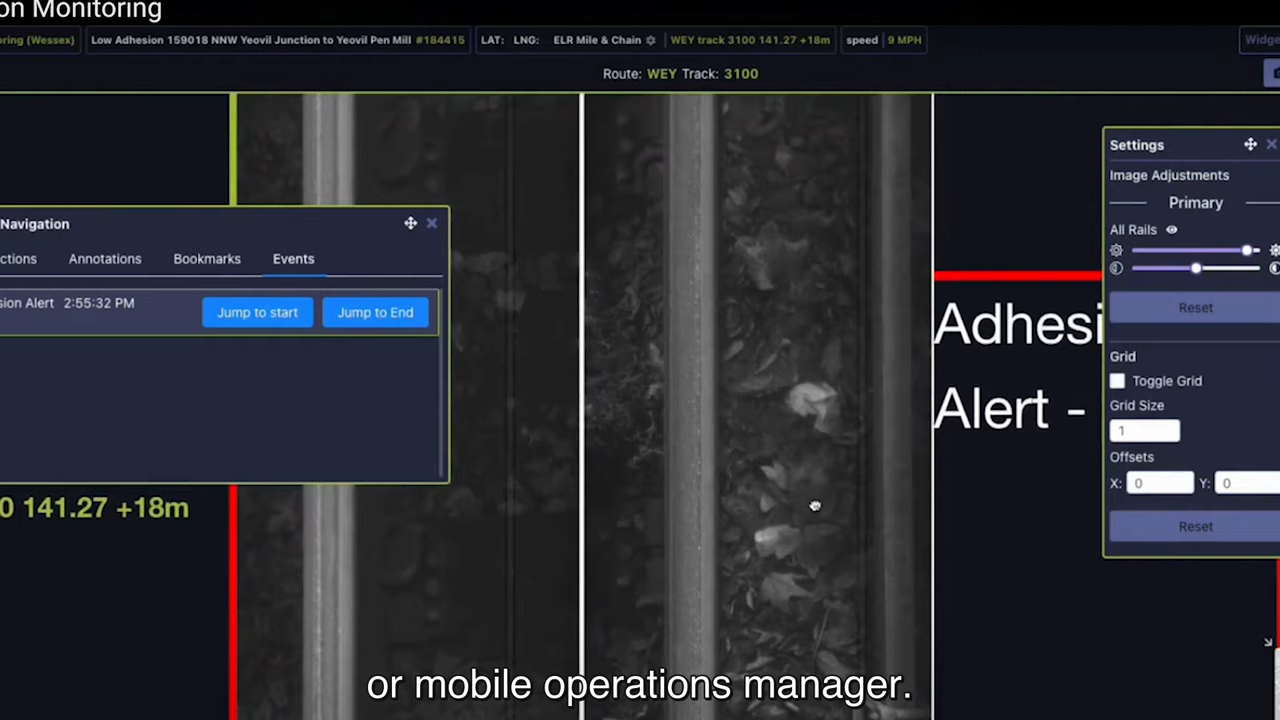 on Monitoring
ring (Wessex) Low Adhesion 159018 NNW Yeovil Junction to Yeovil Pen Mill #184415 LAT: LNG: ELR Mile & Chain WEY track 3100 141.27 +18m speed 9 MPH Widge
Route: WEY Track: 3100
Navigation
ctions Annotations Bookmarks Events
sion Alert 2:55:32 PM Jump to start Jump to End
0 141.27 +18m
Adhesi
Alert -
Settings
Image Adjustments
Primary
All Rails
Reset
Grid
Toggle Grid
Grid Size
1
Offsets
X: 0 Y: 0
Reset
or mobile operations manager.